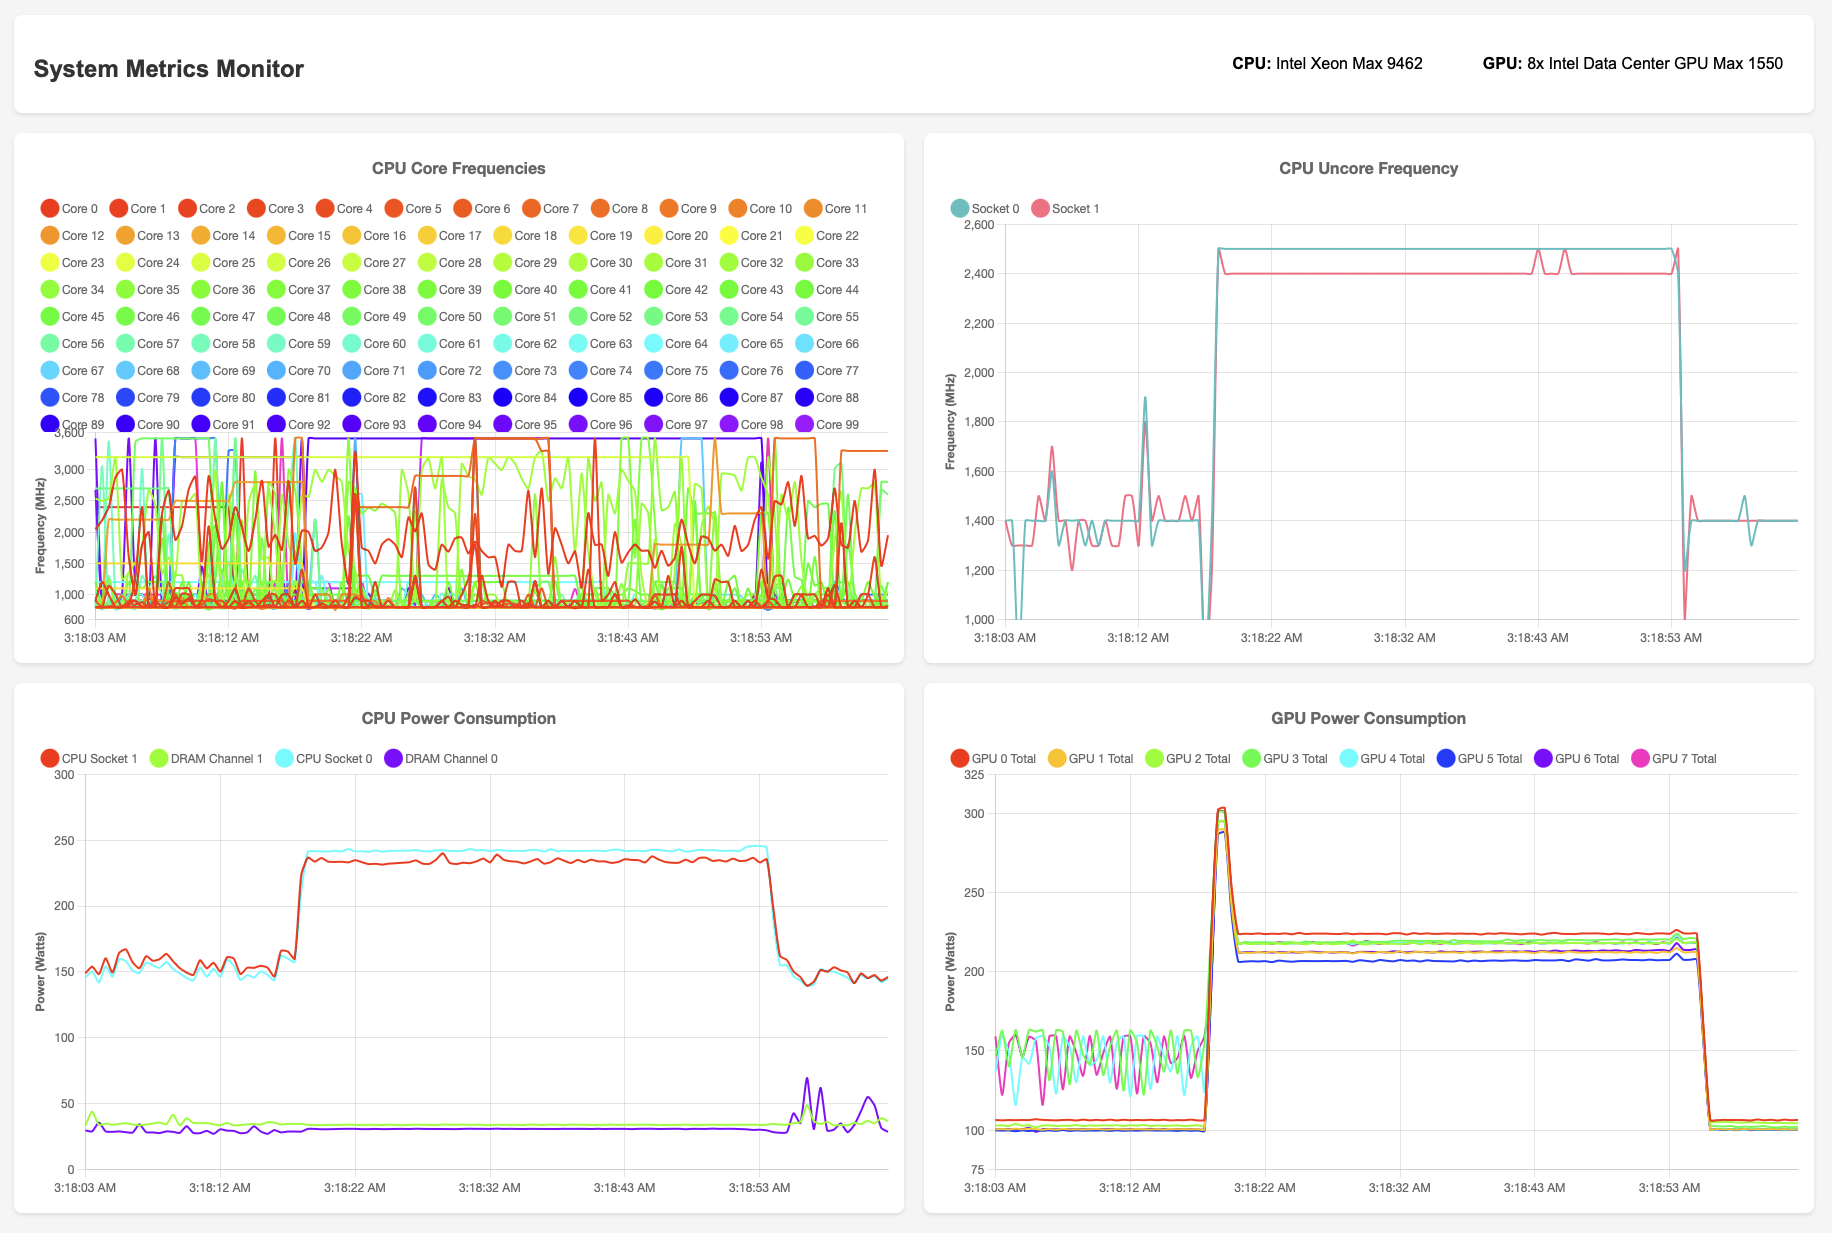 System Metrics Monitor
CPU: Intel Xeon Max 9462 GPU: 8x Intel Data Center GPU Max 1550
CPU Core Frequencies
Core 0 Core 1 Core 2 Core 3 Core 4 Core 5 Core 6 Core 7 Core 8 Core 9 Core 10 Core 11
Core 12 Core 13 Core 14 Core 15 Core 16 Core 17 Core 18 Core 19 Core 20 Core 21 Core 22
Core 23 Core 24 Core 25 Core 26 Core 27 Core 28 Core 29 Core 30 Core 31 Core 32 Core 33
Core 34 Core 35 Core 36 Core 37 Core 38 Core 39 Core 40 Core 41 Core 42 Core 43 Core 44
Core 45 Core 46 Core 47 Core 48 Core 49 Core 50 Core 51 Core 52 Core 53 Core 54 Core 55
Core 56 Core 57 Core 58 Core 59 Core 60 Core 61 Core 62 Core 63 Core 64 Core 65 Core 66
Core 67 Core 68 Core 69 Core 70 Core 71 Core 72 Core 73 Core 74 Core 75 Core 76 Core 77
Core 78 Core 79 Core 80 Core 81 Core 82 Core 83 Core 84 Core 85 Core 86 Core 87 Core 88
Core 89 Core 90 Core 91 Core 92 Core 93 Core 94 Core 95 Core 96 Core 97 Core 98 Core 99
3,600
3,000
2,500
2,000
1,500
1,000
600
Frequency (MHz)
3:18:03 AM 3:18:12 AM 3:18:22 AM 3:18:32 AM 3:18:43 AM 3:18:53 AM
CPU Uncore Frequency
Socket 0 Socket 1
2,600
2,400
2,200
2,000
1,800
1,600
1,400
1,200
1,000
Frequency (MHz)
3:18:03 AM 3:18:12 AM 3:18:22 AM 3:18:32 AM 3:18:43 AM 3:18:53 AM
CPU Power Consumption
CPU Socket 1 DRAM Channel 1 CPU Socket 0 DRAM Channel 0
300
250
200
150
100
50
0
Power (Watts)
3:18:03 AM 3:18:12 AM 3:18:22 AM 3:18:32 AM 3:18:43 AM 3:18:53 AM
GPU Power Consumption
GPU 0 Total GPU 1 Total GPU 2 Total GPU 3 Total GPU 4 Total GPU 5 Total GPU 6 Total GPU 7 Total
325
300
250
200
150
100
75
Power (Watts)
3:18:03 AM 3:18:12 AM 3:18:22 AM 3:18:32 AM 3:18:43 AM 3:18:53 AM